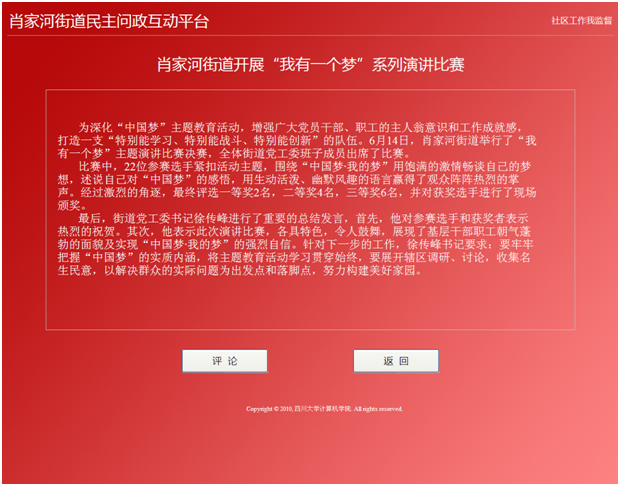 肖家河街道民主问政互动平台
社区工作我监督
肖家河街道开展“我有一个梦”系列演讲比赛
为深化“中国梦”主题教育活动，增强广大党员干部、职工的主人翁意识和工作成就感，
打造一支“特别能学习、特别能战斗、特别能创新”的队伍。6月14日，肖家河街道举行了“我
有一个梦”主题演讲比赛决赛，全体街道党工委班子成员出席了比赛。
比赛中，22位参赛选手紧扣活动主题，围绕“中国梦·我的梦”用饱满的激情畅谈自己的梦
想，述说自己对“中国梦”的感悟，用生动活泼、幽默风趣的语言赢得了观众阵阵热烈的掌
声。经过激烈的角逐，最终评选一等奖2名，二等奖4名，三等奖6名，并对获奖选手进行了现场
颁奖。
最后，街道党工委书记徐传峰进行了重要的总结发言，首先，他对参赛选手和获奖者表示
热烈的祝贺。其次，他表示此次演讲比赛，各具特色，令人鼓舞，展现了基层干部职工朝气蓬
勃的面貌及实现“中国梦·我的梦”的强烈自信。针对下一步的工作，徐传峰书记要求：要牢牢
把握“中国梦”的实质内涵，将主题教育活动学习贯穿始终，要展开辖区调研、讨论，收集名
生民意，以解决群众的实际问题为出发点和落脚点，努力构建美好家园。
评 论
返 回
Copyright © 2010, 四川大学计算机学院. All rights reserved.